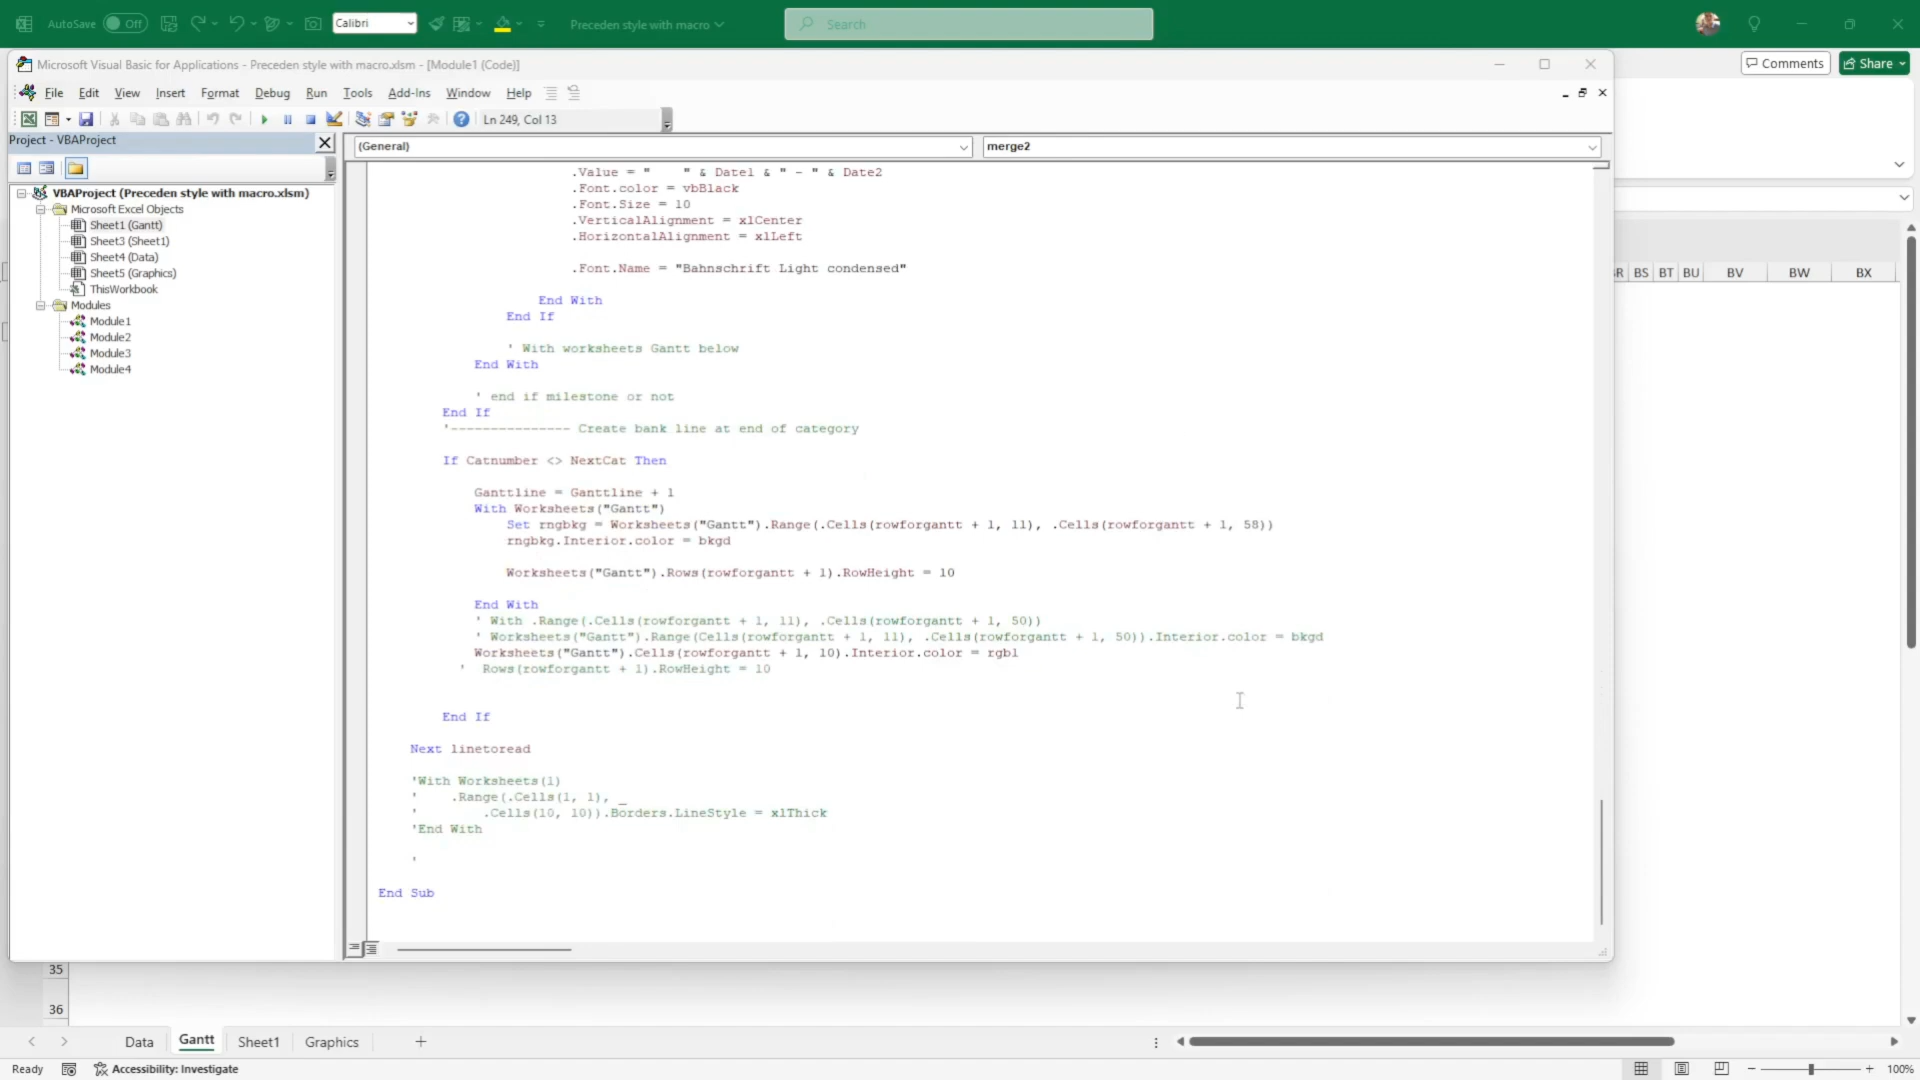 AutoSave Off Calibri Preceden style with macro Search
Microsoft Visual Basic for Applications - Preceden style with macro.xlsm - [Module1 (Code)]
Comments Share
File Edit View Insert Format Debug Run Tools Add-Ins Window Help
Ln 249, Col 13
Project - VBAProject
(General) merge2
VBAProject (Preceden style with macro.xlsm)
Microsoft Excel Objects
Sheet1 (Gantt)
Sheet3 (Sheet1)
Sheet4 (Data)
Sheet5 (Graphics)
ThisWorkbook
Modules
Module1
Module2
Module3
Module4
.Value = "    " & Date1 & " - " & Date2
.Font.color = vbBlack
.Font.Size = 10
.VerticalAlignment = xlCenter
.HorizontalAlignment = xlLeft
.Font.Name = "Bahnschrift Light condensed"
End With
End If
' With worksheets Gantt below
End With
' end if milestone or not
End If
'--------------- Create bank line at end of category
If Catnumber <> NextCat Then
Ganttline = Ganttline + 1
With Worksheets("Gantt")
Set rngbkg = Worksheets("Gantt").Range(.Cells(rowforgantt + 1, 11), .Cells(rowforgantt + 1, 58))
rngbkg.Interior.color = bkgd
Worksheets("Gantt").Rows(rowforgantt + 1).RowHeight = 10
End With
' With .Range(.Cells(rowforgantt + 1, 11), .Cells(rowforgantt + 1, 50))
' Worksheets("Gantt").Range(Cells(rowforgantt + 1, 11), .Cells(rowforgantt + 1, 50)).Interior.color = bkgd
Worksheets("Gantt").Cells(rowforgantt + 1, 10).Interior.color = rgb1
'  Rows(rowforgantt + 1).RowHeight = 10
End If
Next linetoread
'With Worksheets(1)
'    .Range(.Cells(1, 1), _
'        .Cells(10, 10)).Borders.LineStyle = xlThick
'End With
'
End Sub
BS BT BU BV BW BX
35
36
Data Gantt Sheet1 Graphics
Ready Accessibility: Investigate 100%